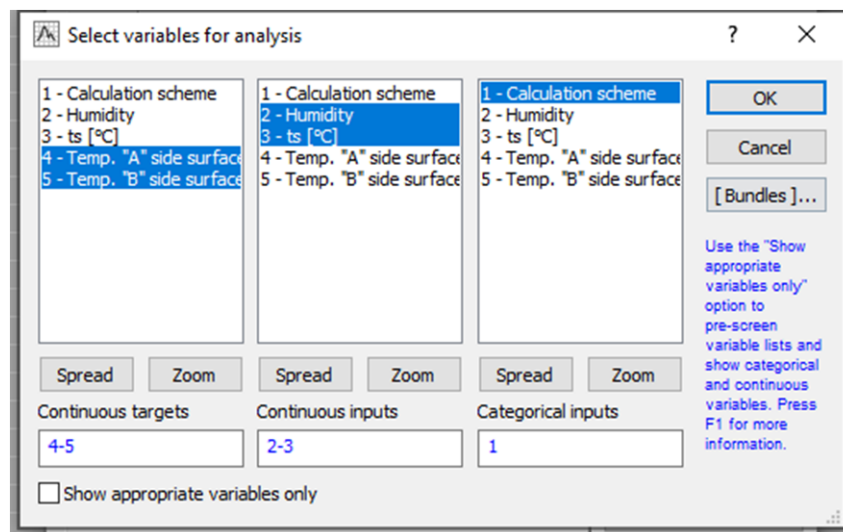 Select variables for analysis
?
1 - Calculation scheme
2 - Humidity
3 - ts [°C]
4 - Temp. "A" side surface
5 - Temp. "B" side surface
1 - Calculation scheme
2 - Humidity
3 - ts [°C]
4 - Temp. "A" side surface
5 - Temp. "B" side surface
1 - Calculation scheme
2 - Humidity
3 - ts [°C]
4 - Temp. "A" side surface
5 - Temp. "B" side surface
OK
Cancel
[ Bundles ]...
Use the "Show
appropriate
variables only"
option to
pre-screen
variable lists and
show categorical
and continuous
variables. Press
F1 for more
information.
Spread Zoom Spread Zoom Spread Zoom
Continuous targets Continuous inputs Categorical inputs
4-5 2-3 1
Show appropriate variables only